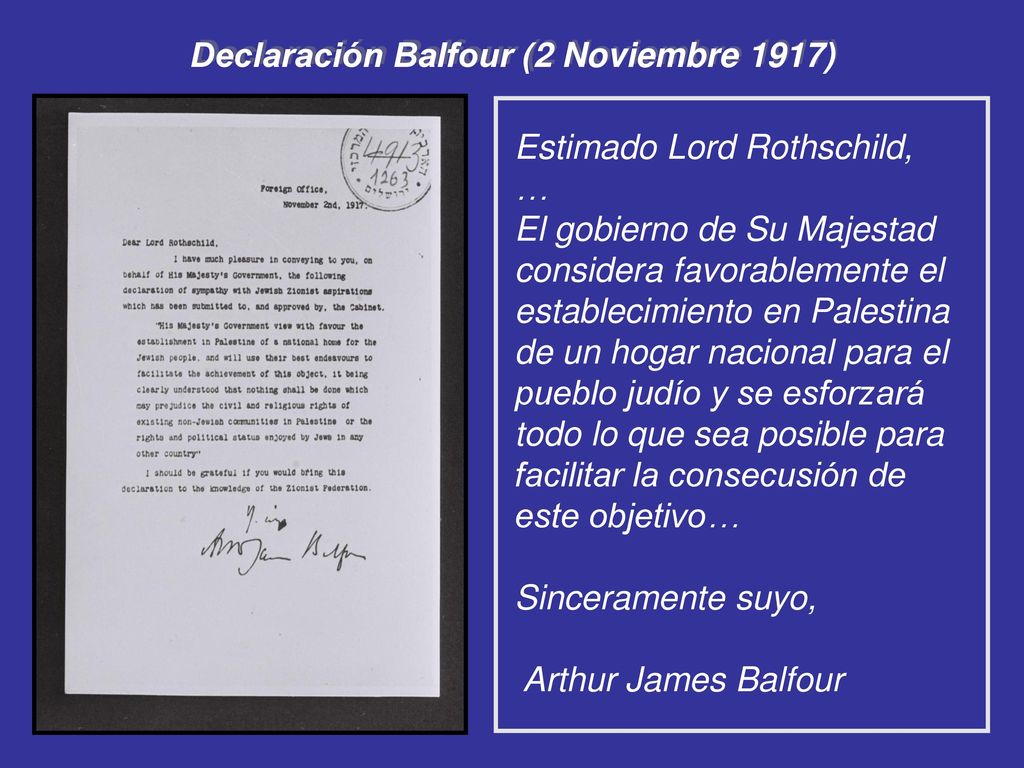 Declaración Balfour (2 Noviembre 1917)
4913
1263
ירושלים
Foreign Office,
November 2nd, 1917.
Dear Lord Rothschild,
I have much pleasure in conveying to you, on
behalf of His Majesty's Government, the following
declaration of sympathy with Jewish Zionist aspirations
which has been submitted to, and approved by, the Cabinet.
"His Majesty's Government view with favour the
establishment in Palestine of a national home for the
Jewish people, and will use their best endeavours to
facilitate the achievement of this object, it being
clearly understood that nothing shall be done which
may prejudice the civil and religious rights of
existing non-Jewish communities in Palestine or the
rights and political status enjoyed by Jews in any
other country"
I should be grateful if you would bring this
declaration to the knowledge of the Zionist Federation.
Arthur James Balfour
Estimado Lord Rothschild,
…
El gobierno de Su Majestad
considera favorablemente el
establecimiento en Palestina
de un hogar nacional para el
pueblo judío y se esforzará
todo lo que sea posible para
facilitar la consecusión de
este objetivo…
Sinceramente suyo,
Arthur James Balfour